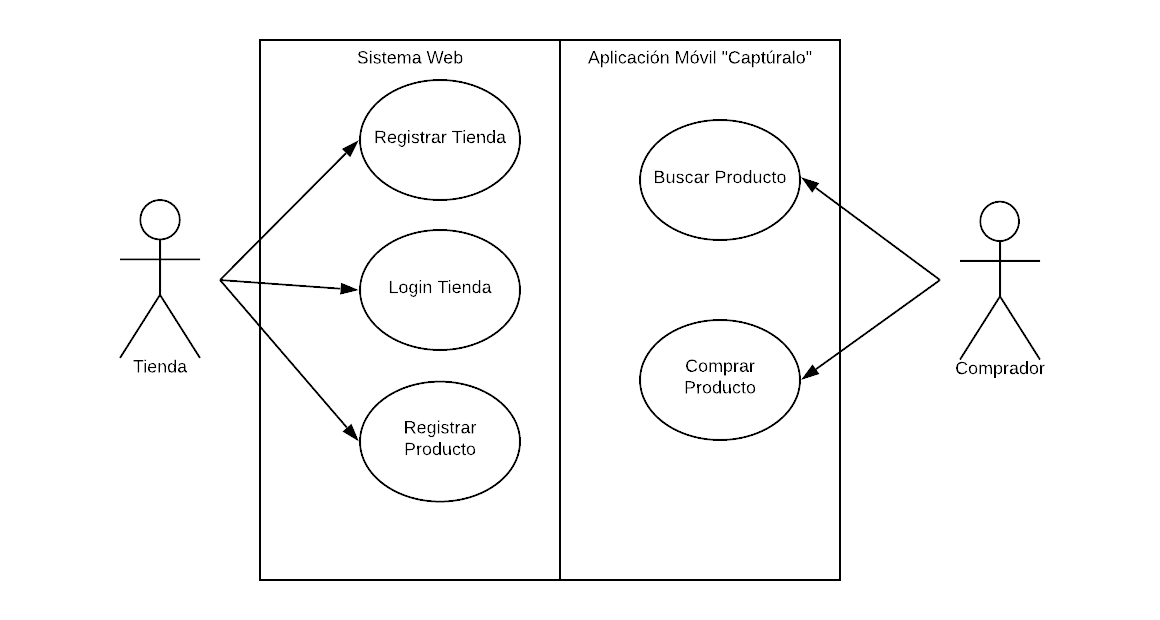 Sistema Web
Aplicación Móvil "Captúralo"
Registrar Tienda
Buscar Producto
Login Tienda
Tienda
Comprar
Producto
Comprador
Registrar
Producto